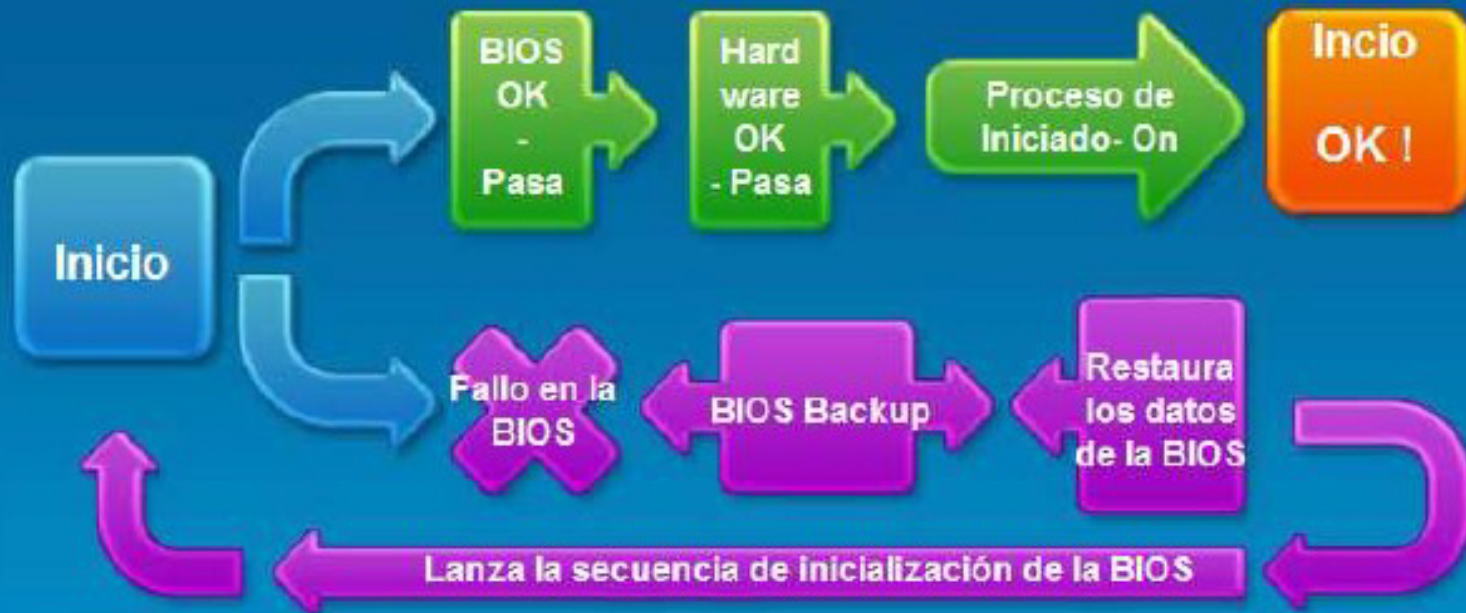 BIOS
OK
-
Pasa
Hard
ware
OK
- Pasa
Proceso de
Iniciado- On
Incio
OK !
Inicio
Fallo en la
BIOS
BIOS Backup
Restaura
los datos
de la BIOS
Lanza la secuencia de inicialización de la BIOS